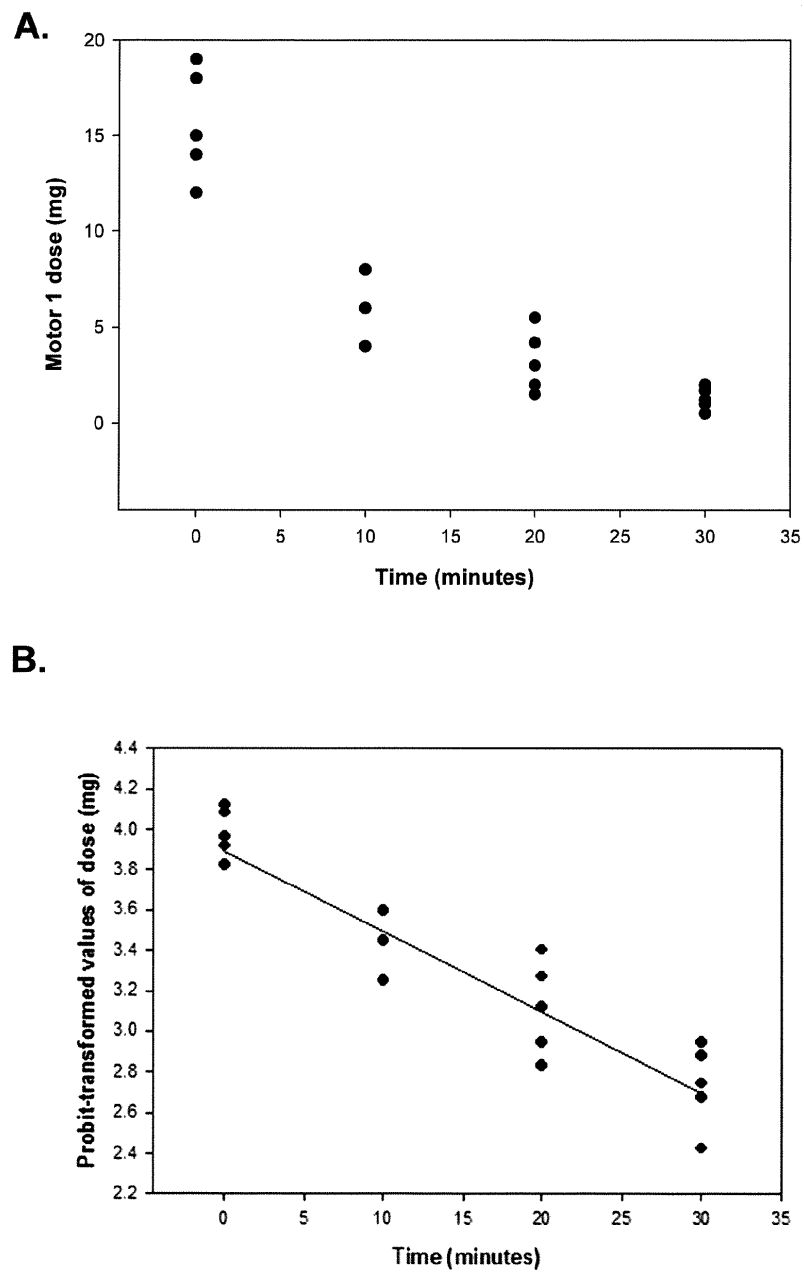 A.
20
15
10
5
0
Motor 1 dose (mg)
0 5 10 15 20 25 30 35
Time (minutes)
B.
4.4
4.2
4.0
3.8
3.6
3.4
3.2
3.0
2.8
2.6
2.4
2.2
Probit-transformed values of dose (mg)
0 5 10 15 20 25 30 35
Time (minutes)